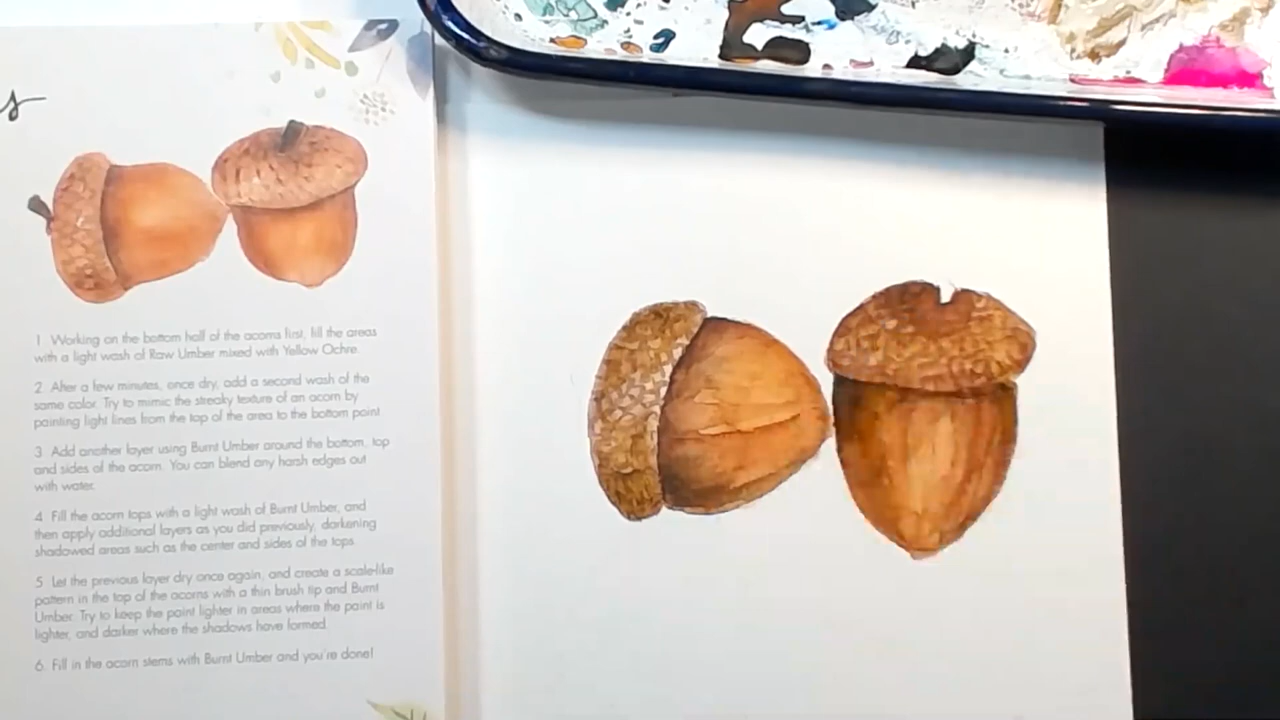 s
1 Working on the bottom half of the acorns first, fill the areas
with a light wash of Raw Umber mixed with Yellow Ochre.
2 After a few minutes, once dry, add a second wash of the
same color. Try to mimic the streaky texture of an acorn by
painting light lines from the top of the area to the bottom point.
3 Add another layer using Burnt Umber around the bottom, top
and sides of the acorn. You can blend any harsh edges out
with water.
4 Fill the acorn tops with a light wash of Burnt Umber, and
then apply additional layers as you did previously, darkening
shadowed areas such as the center and sides of the tops.
5 Let the previous layer dry once again, and create a scale-like
pattern in the top of the acorns with a thin brush tip and Burnt
Umber. Try to keep the paint lighter in areas where the paint is
lighter, and darker where the shadows have formed.
6. Fill in the acorn stems with Burnt Umber and you're done!